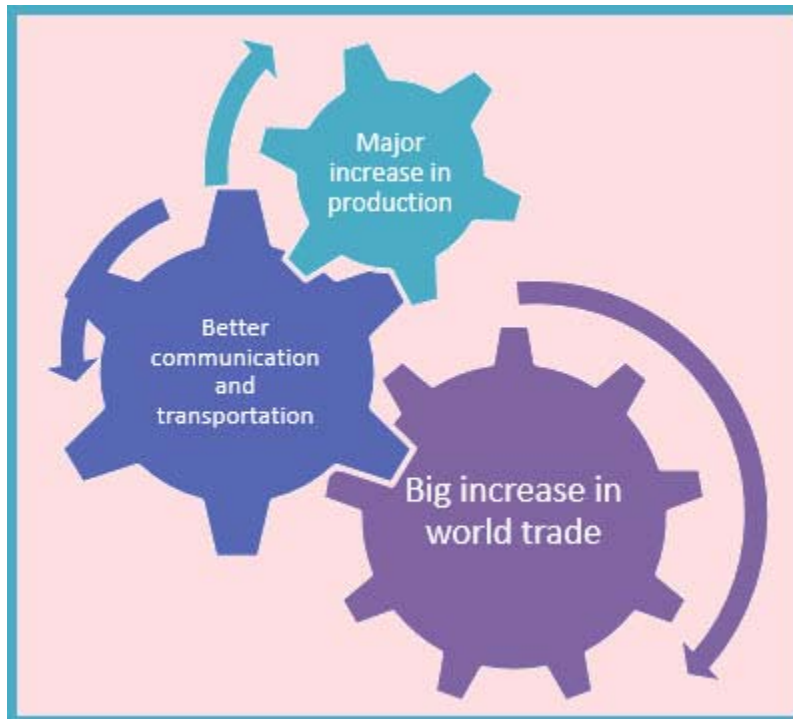 Major
increase in
production
Better
communication
and
transportation
Big increase in
world trade